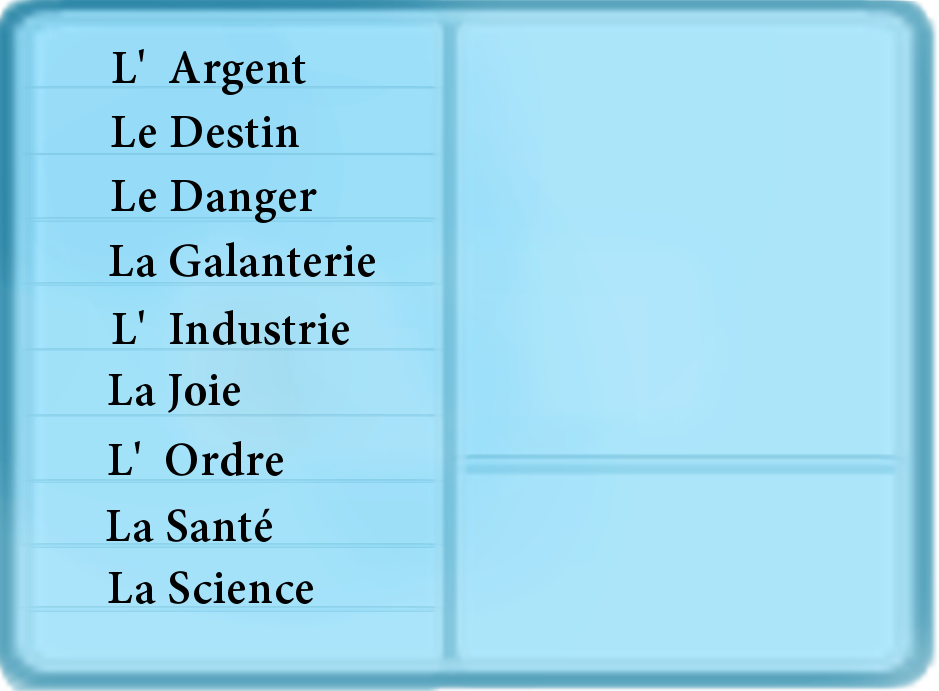 L' Argent
Le Destin
Le Danger
La Galanterie
L' Industrie
La Joie
L' Ordre
La Santé
La Science